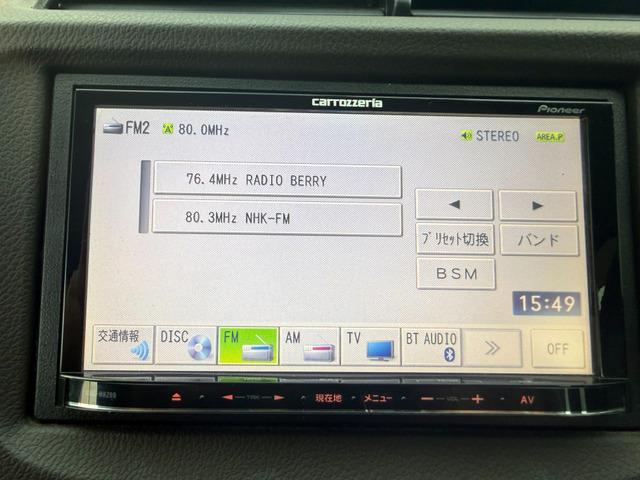 carrozzeria
Pioneer
FM2 80.0MHz
STEREO AREA.P
76.4MHz RADIO BERRY
80.3MHz NHK-FM
◄ ►
プリセット切換 バンド
BSM
15:49
交通情報 DISC FM AM TV BT AUDIO ≫ OFF
TRK 現在地 メニュー − VOL + AV